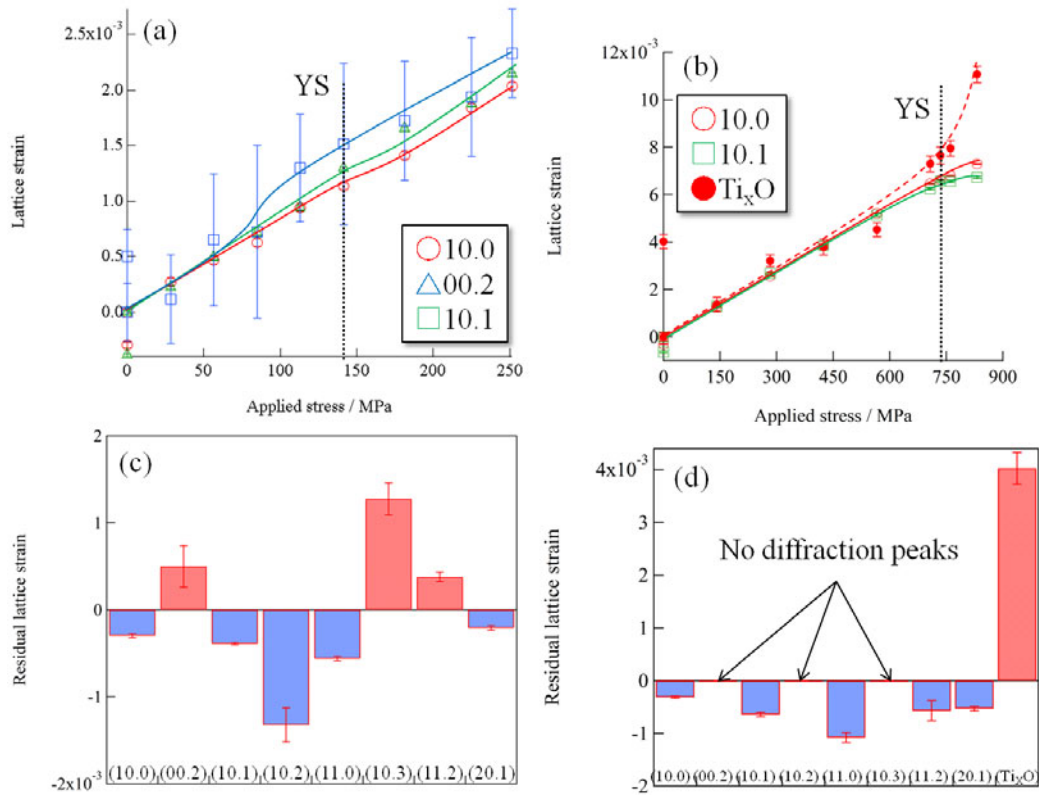 (a)
2.5x10-3
2.0
1.5
1.0
0.5
0.0
Lattice strain
YS
10.0
00.2
10.1
0
50
100
150
200
250
Applied stress / MPa
(b)
12x10-3
10
8
6
4
2
0
Lattice strain
10.0
10.1
TixO
YS
0
150
300
450
600
750
900
Applied stress / MPa
(c)
2
1
0
-1
-2x10-3
Residual lattice strain
(10.0)
(00.2)
(10.1)
(10.2)
(11.0)
(10.3)
(11.2)
(20.1)
(d)
4x10-3
2
0
-1
-2
Residual lattice strain
No diffraction peaks
(10.0)
(00.2)
(10.1)
(10.2)
(11.0)
(10.3)
(11.2)
(20.1)
(TixO)